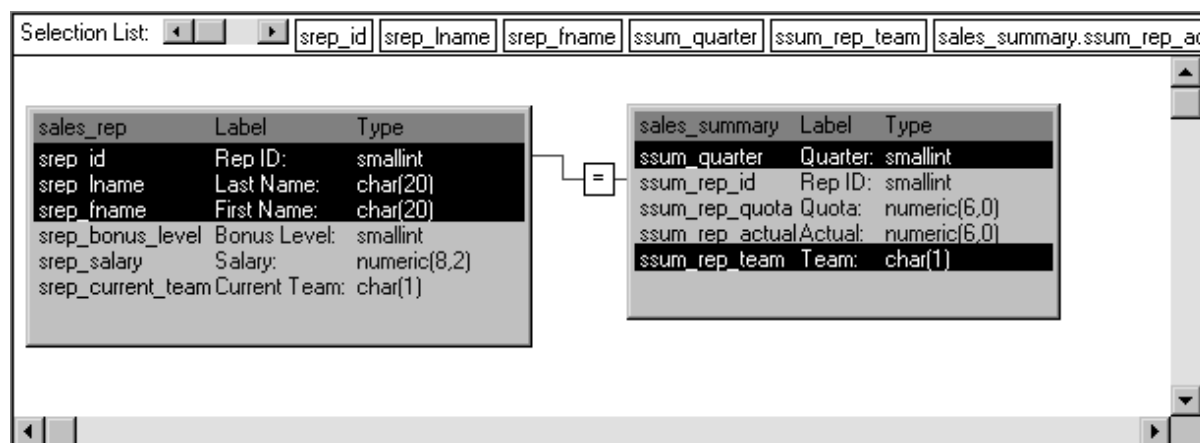 Selection List: srep_id srep_lname srep_fname ssum_quarter ssum_rep_team sales_summary.ssum_rep_ac
sales_rep Label Type
srep_id Rep ID: smallint
srep_lname Last Name: char(20)
srep_fname First Name: char(20)
srep_bonus_level Bonus Level: smallint
srep_salary Salary: numeric(8,2)
srep_current_team Current Team: char(1)
=
sales_summary Label Type
ssum_quarter Quarter: smallint
ssum_rep_id Rep ID: smallint
ssum_rep_quota Quota: numeric(6,0)
ssum_rep_actual Actual: numeric(6,0)
ssum_rep_team Team: char(1)